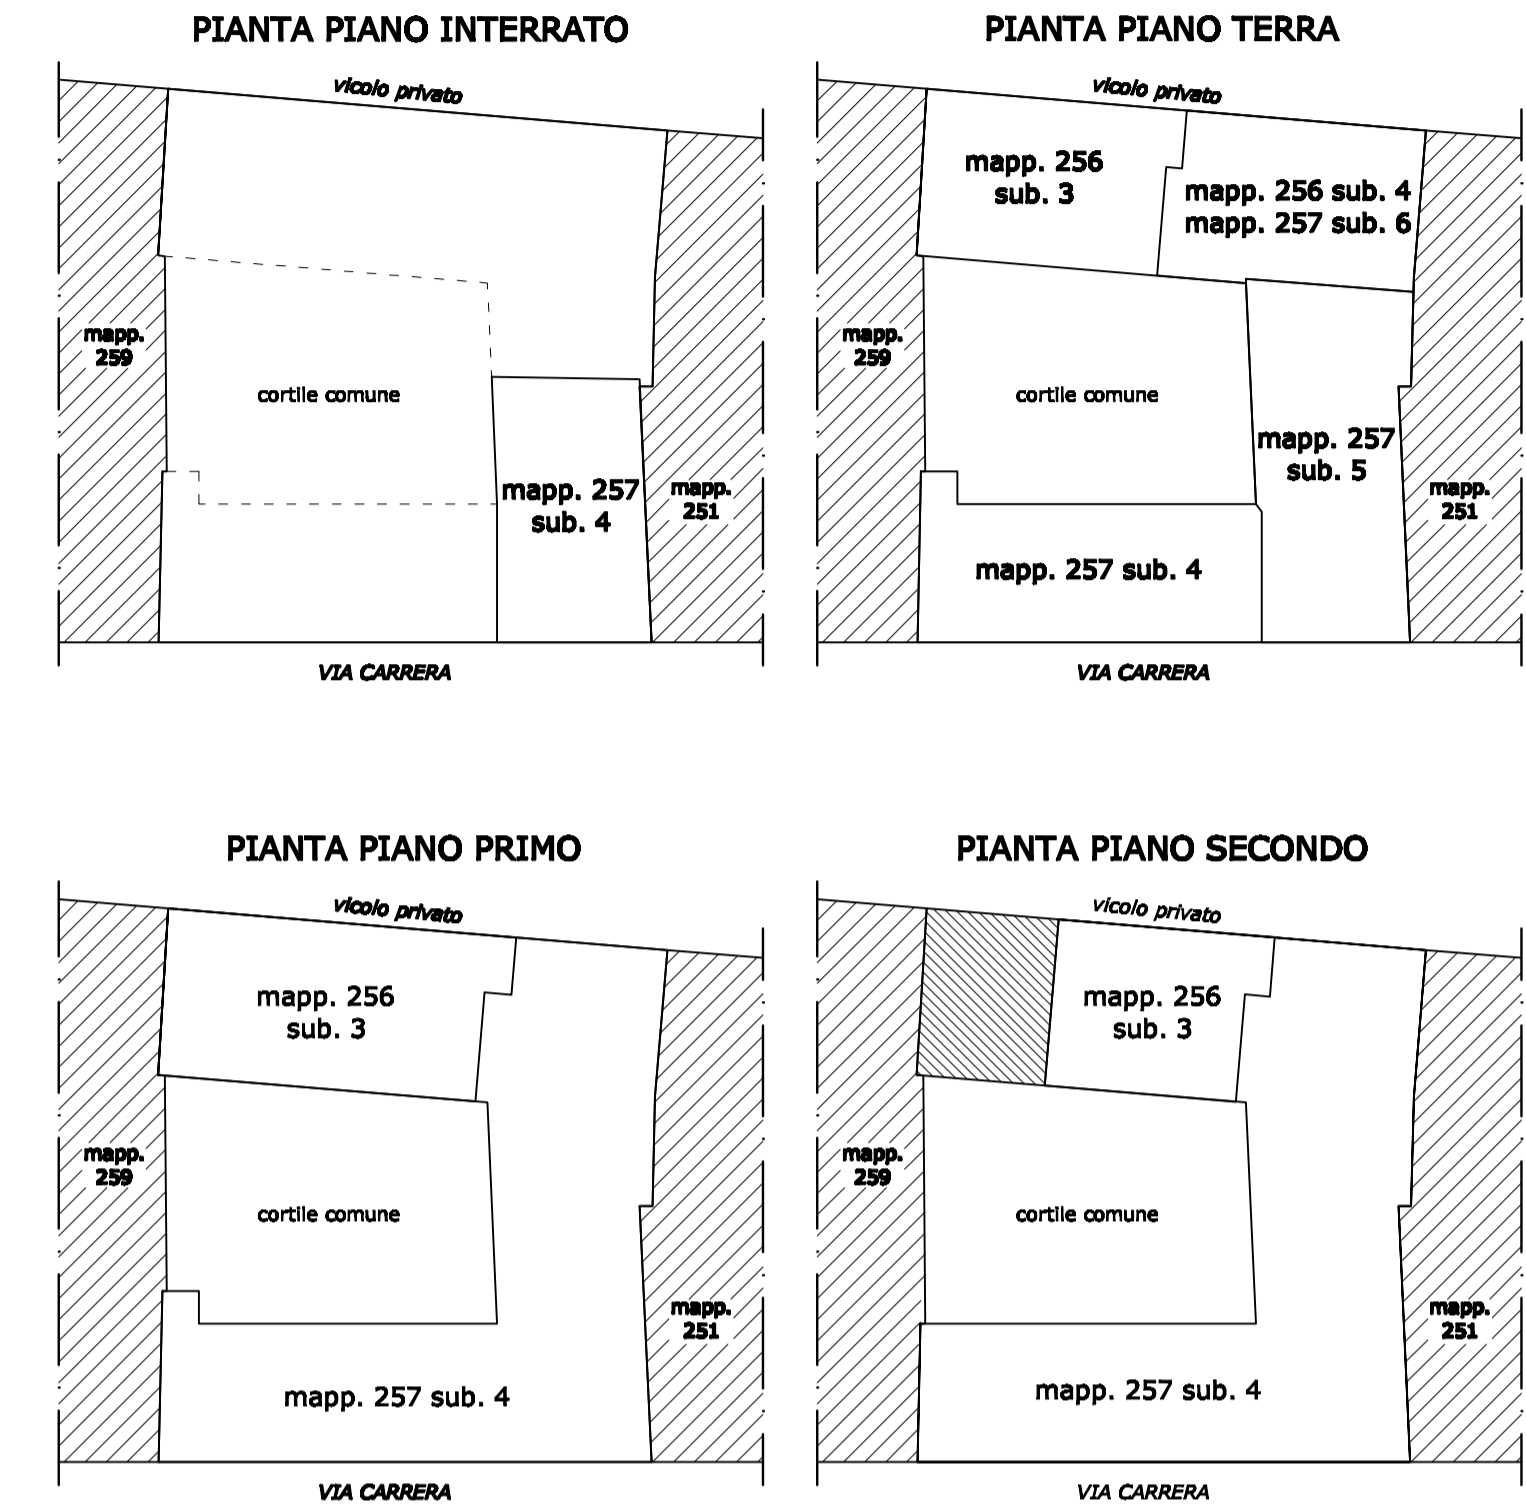 PIANTA PIANO INTERRATO
vicolo privato
mapp.
259
cortile comune
mapp. 257
sub. 4
mapp.
251
VIA CARRERA
PIANTA PIANO TERRA
vicolo privato
mapp. 256
sub. 3
mapp. 256 sub. 4
mapp. 257 sub. 6
mapp.
259
cortile comune
mapp. 257
sub. 5
mapp.
251
mapp. 257 sub. 4
VIA CARRERA
PIANTA PIANO PRIMO
vicolo privato
mapp. 256
sub. 3
mapp.
259
cortile comune
mapp.
251
mapp. 257 sub. 4
VIA CARRERA
PIANTA PIANO SECONDO
vicolo privato
mapp. 256
sub. 3
mapp.
259
cortile comune
mapp.
251
mapp. 257 sub. 4
VIA CARRERA